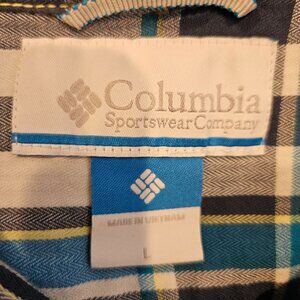 Columbia
Sportswear Company
MADE IN VIETNAM
L